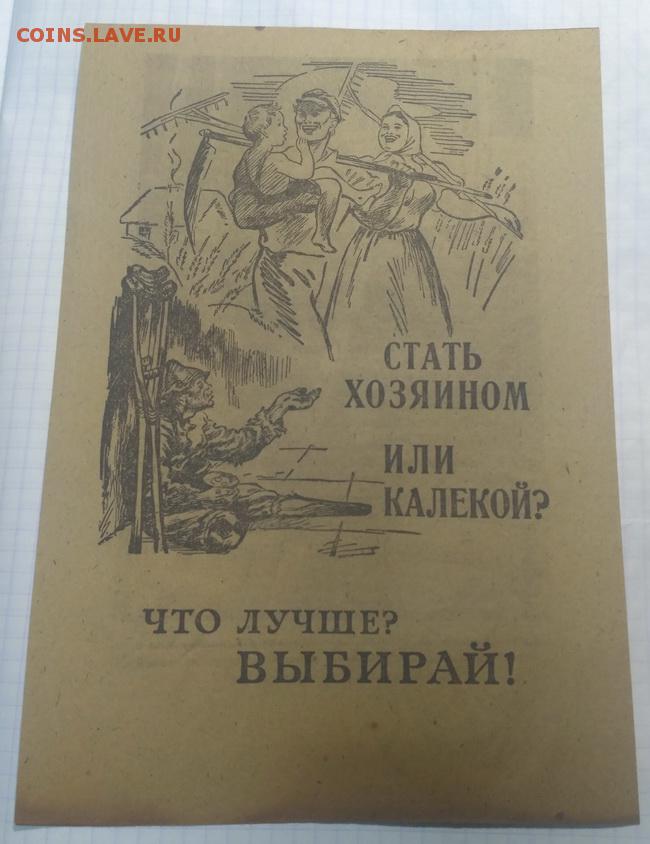 COINS.LAVE.RU
СТАТЬ
ХОЗЯИНОМ
ИЛИ
КАЛЕКОЙ?
ЧТО ЛУЧШЕ?
ВЫБИРАЙ!